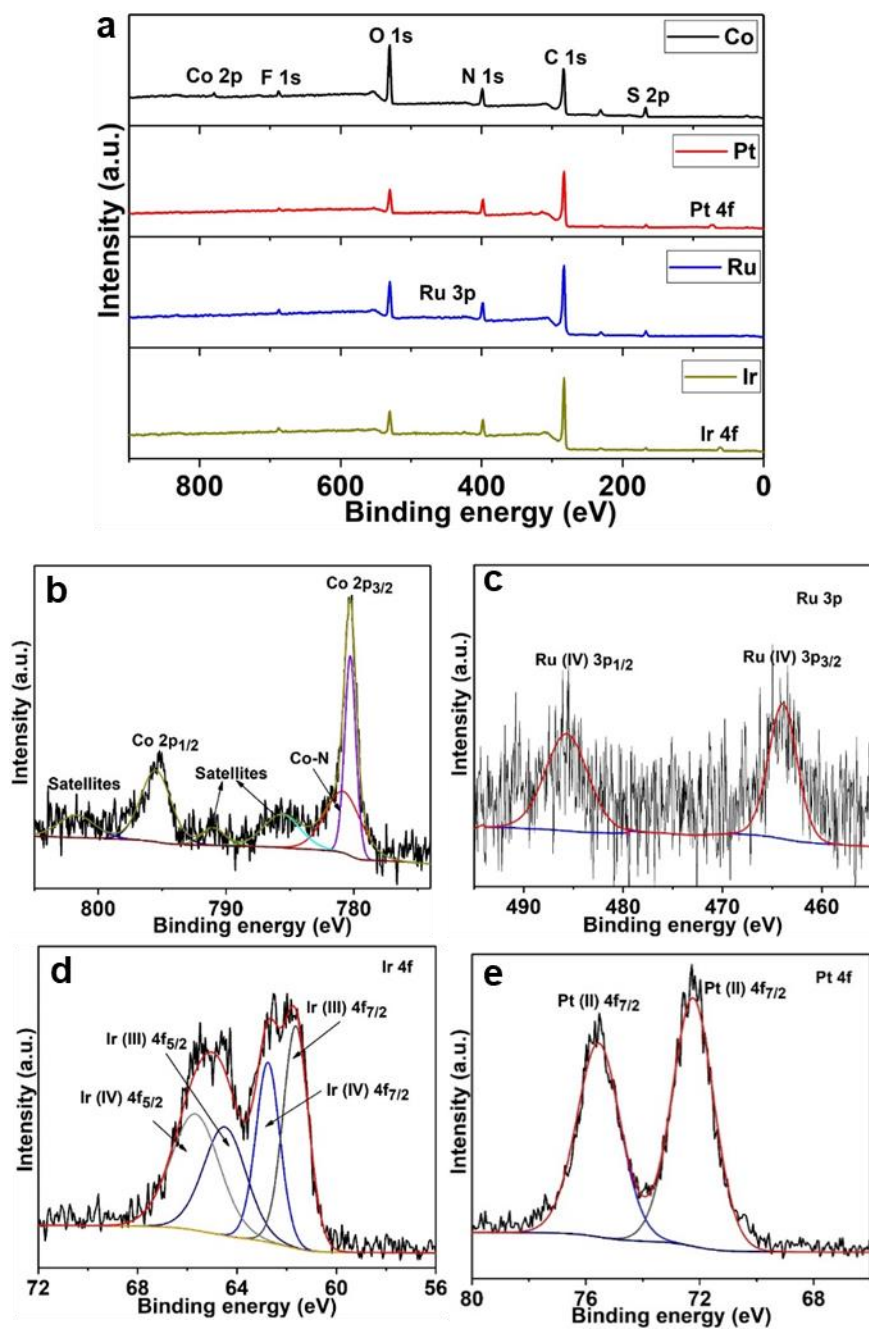 a
O 1s
Co
Co 2p
F 1s
N 1s
C 1s
S 2p
Pt
Pt 4f
Ru
Ru 3p
Ir
Ir 4f
Intensity (a.u.)
800 600 400 200 0
Binding energy (eV)
b
Co 2p3/2
Co 2p1/2
Co-N
Satellites
Satellites
Intensity (a.u.)
800 790 780
Binding energy (eV)
c
Ru 3p
Ru (IV) 3p1/2
Ru (IV) 3p3/2
Intensity (a.u.)
490 480 470 460
Binding energy (eV)
d
Ir 4f
Ir (III) 4f7/2
Ir (III) 4f5/2
Ir (IV) 4f5/2
Ir (IV) 4f7/2
Intensity (a.u.)
72 68 64 60 56
Binding energy (eV)
e
Pt 4f
Pt (II) 4f7/2
Pt (II) 4f7/2
Intensity (a.u.)
80 76 72 68
Binding energy (eV)